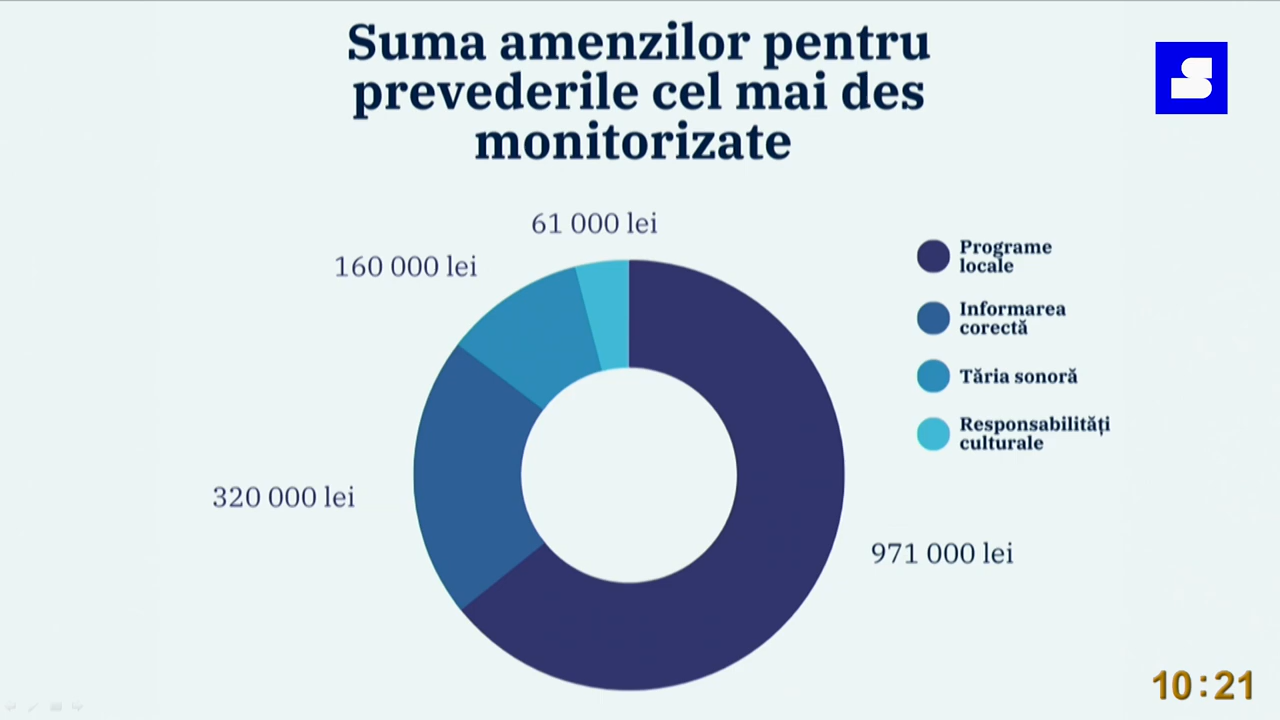 Suma amenzilor pentru
prevederile cel mai des
monitorizate
61 000 lei
160 000 lei
320 000 lei
971 000 lei
Programe
locale
Informarea
corectă
Tăria sonoră
Responsabilități
culturale
10:21